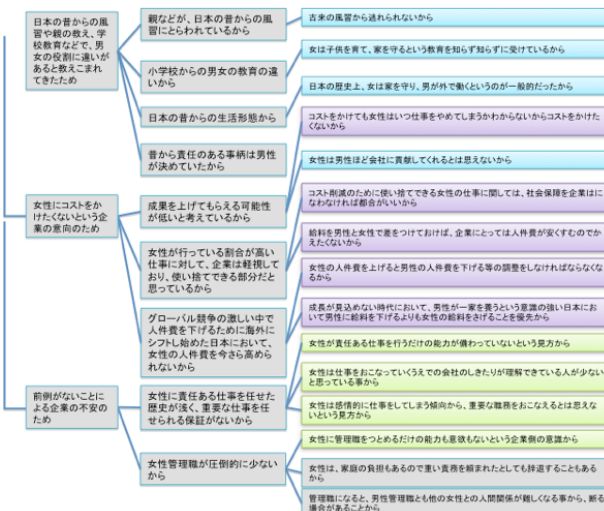 日本の昔からの風
習や親の教え、学
校教育などで、男
女の役割に違いが
あると教えこまれ
てきたため
親などが、日本の昔からの風
習にとらわれているから
小学校からの男女の教育の違
いから
日本の昔からの生活形態から
昔から責任のある事柄は男性
が決めていたから
古来の風習から逃れられないから
女は子供を育て、家を守るという教育を知らず知らずに受けているから
日本の歴史上、女は家を守り、男が外で働くというのが一般的だったから
女性にコストをか
けたくないという企
業の意向のため
成果を上げてもらえる可能性
が低いと考えているから
女性が行っている割合が高い
仕事に対して、企業は軽視して
おり、使い捨てできる部分だと
思っているから
グローバル競争の激しい中で
人件費を下げるために海外に
シフトし始めた日本において、
女性の人件費を今さら高めら
れないから
コストをかけても女性はいつ仕事をやめてしまうかわからないからコストをかけた
くないから
女性は男性ほど会社に貢献してくれるとは思えないから
コスト削減のために使い捨てできる女性の仕事に関しては、社会保障を企業はに
なわなければ都合がいいから
給料を男性と女性で差をつけておけば、企業にとっては人件費が安くすむのでか
えたくないから
女性の人件費を上げると男性の人件費を下げる等の調整をしなければならなくな
るから
成長が見込めない時代において、男性が一家を養うという意識の強い日本にお
いて男性に給料を下げるよりも女性の給料をさげることを優先から
前例がないことに
よる企業の不安の
ため
女性に責任ある仕事を任せた
歴史が浅く、重要な仕事を任
せられる保証がないから
女性管理職が圧倒的に少ない
から
女性が責任ある仕事を行うだけの能力が備わっていないという見方から
女性は仕事をおこなっていくうえでの会社のしきたりが理解できている人が少ない
と思っている事から
女性は感情的に仕事をしてしまう傾向から、重要な職務をおこなえるとは思えな
いという見方から
女性に管理職をつとめるだけの能力も意欲もないという企業側の意識から
女性は、家庭の負担もあるので重い責務を頼まれたとしても辞退することもある
から
管理職になると、男性管理職とも他の女性との人間関係が難しくなる事から、断る
場合があることから